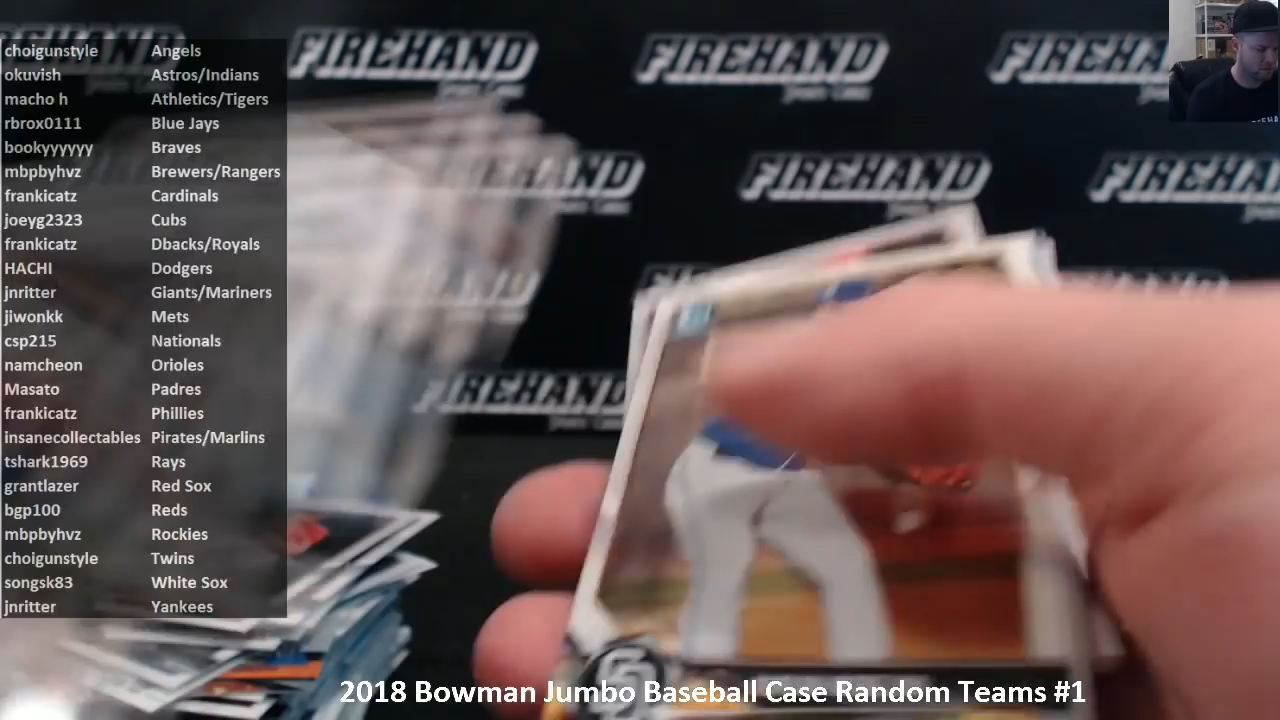 choigunstyle Angels
okuvish Astros/Indians
macho h Athletics/Tigers
rbrox0111 Blue Jays
bookyyyyyy Braves
mbpbyhvz Brewers/Rangers
frankicatz Cardinals
joeyg2323 Cubs
frankicatz Dbacks/Royals
HACHI Dodgers
jnritter Giants/Mariners
jiwonkk Mets
csp215 Nationals
namcheon Orioles
Masato Padres
frankicatz Phillies
insanecollectables Pirates/Marlins
tshark1969 Rays
grantlazer Red Sox
bgp100 Reds
mbpbyhvz Rockies
choigunstyle Twins
songsk83 White Sox
jnritter Yankees
FIREHAND FIREHAND FIREHA
HAND FIREHAND FIREHAN
FIREHAND
2018 Bowman Jumbo Baseball Case Random Teams #1